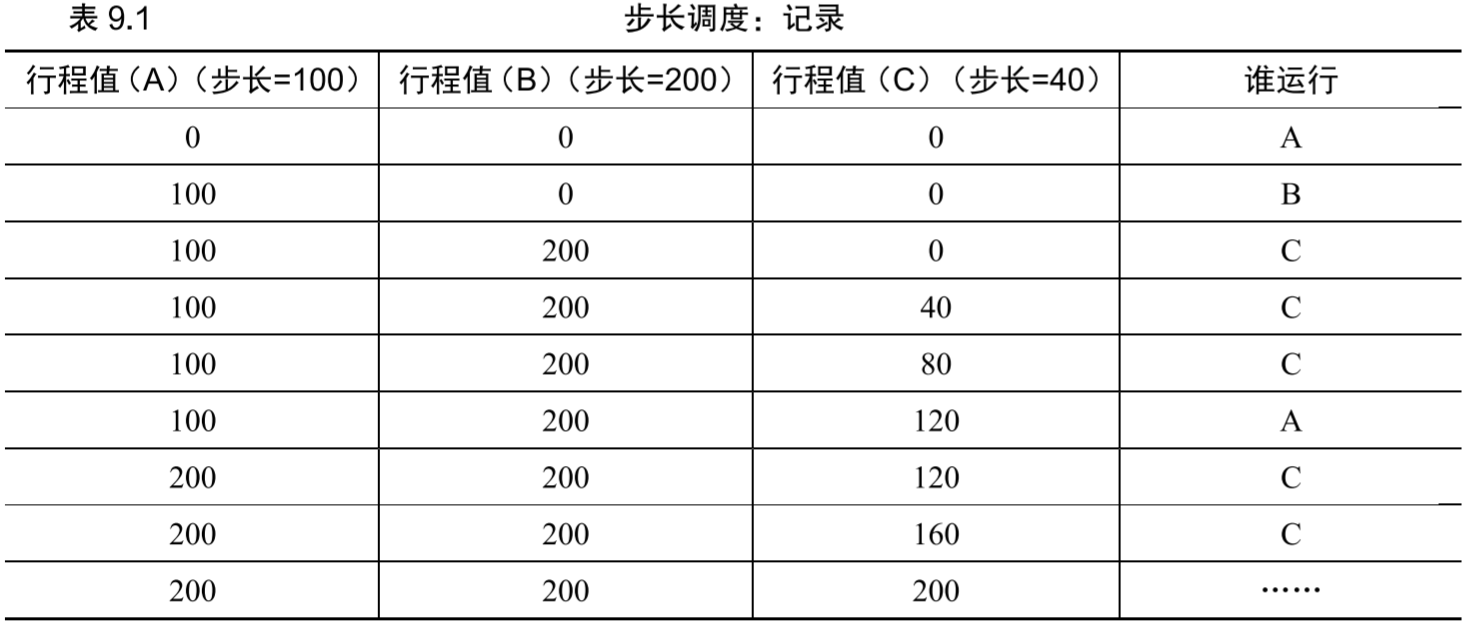 表 9.1 步长调度：记录
行程值（A）（步长=100） 行程值（B）（步长=200） 行程值（C）（步长=40） 谁运行
0 0 0 A
100 0 0 B
100 200 0 C
100 200 40 C
100 200 80 C
100 200 120 A
200 200 120 C
200 200 160 C
200 200 200 ……